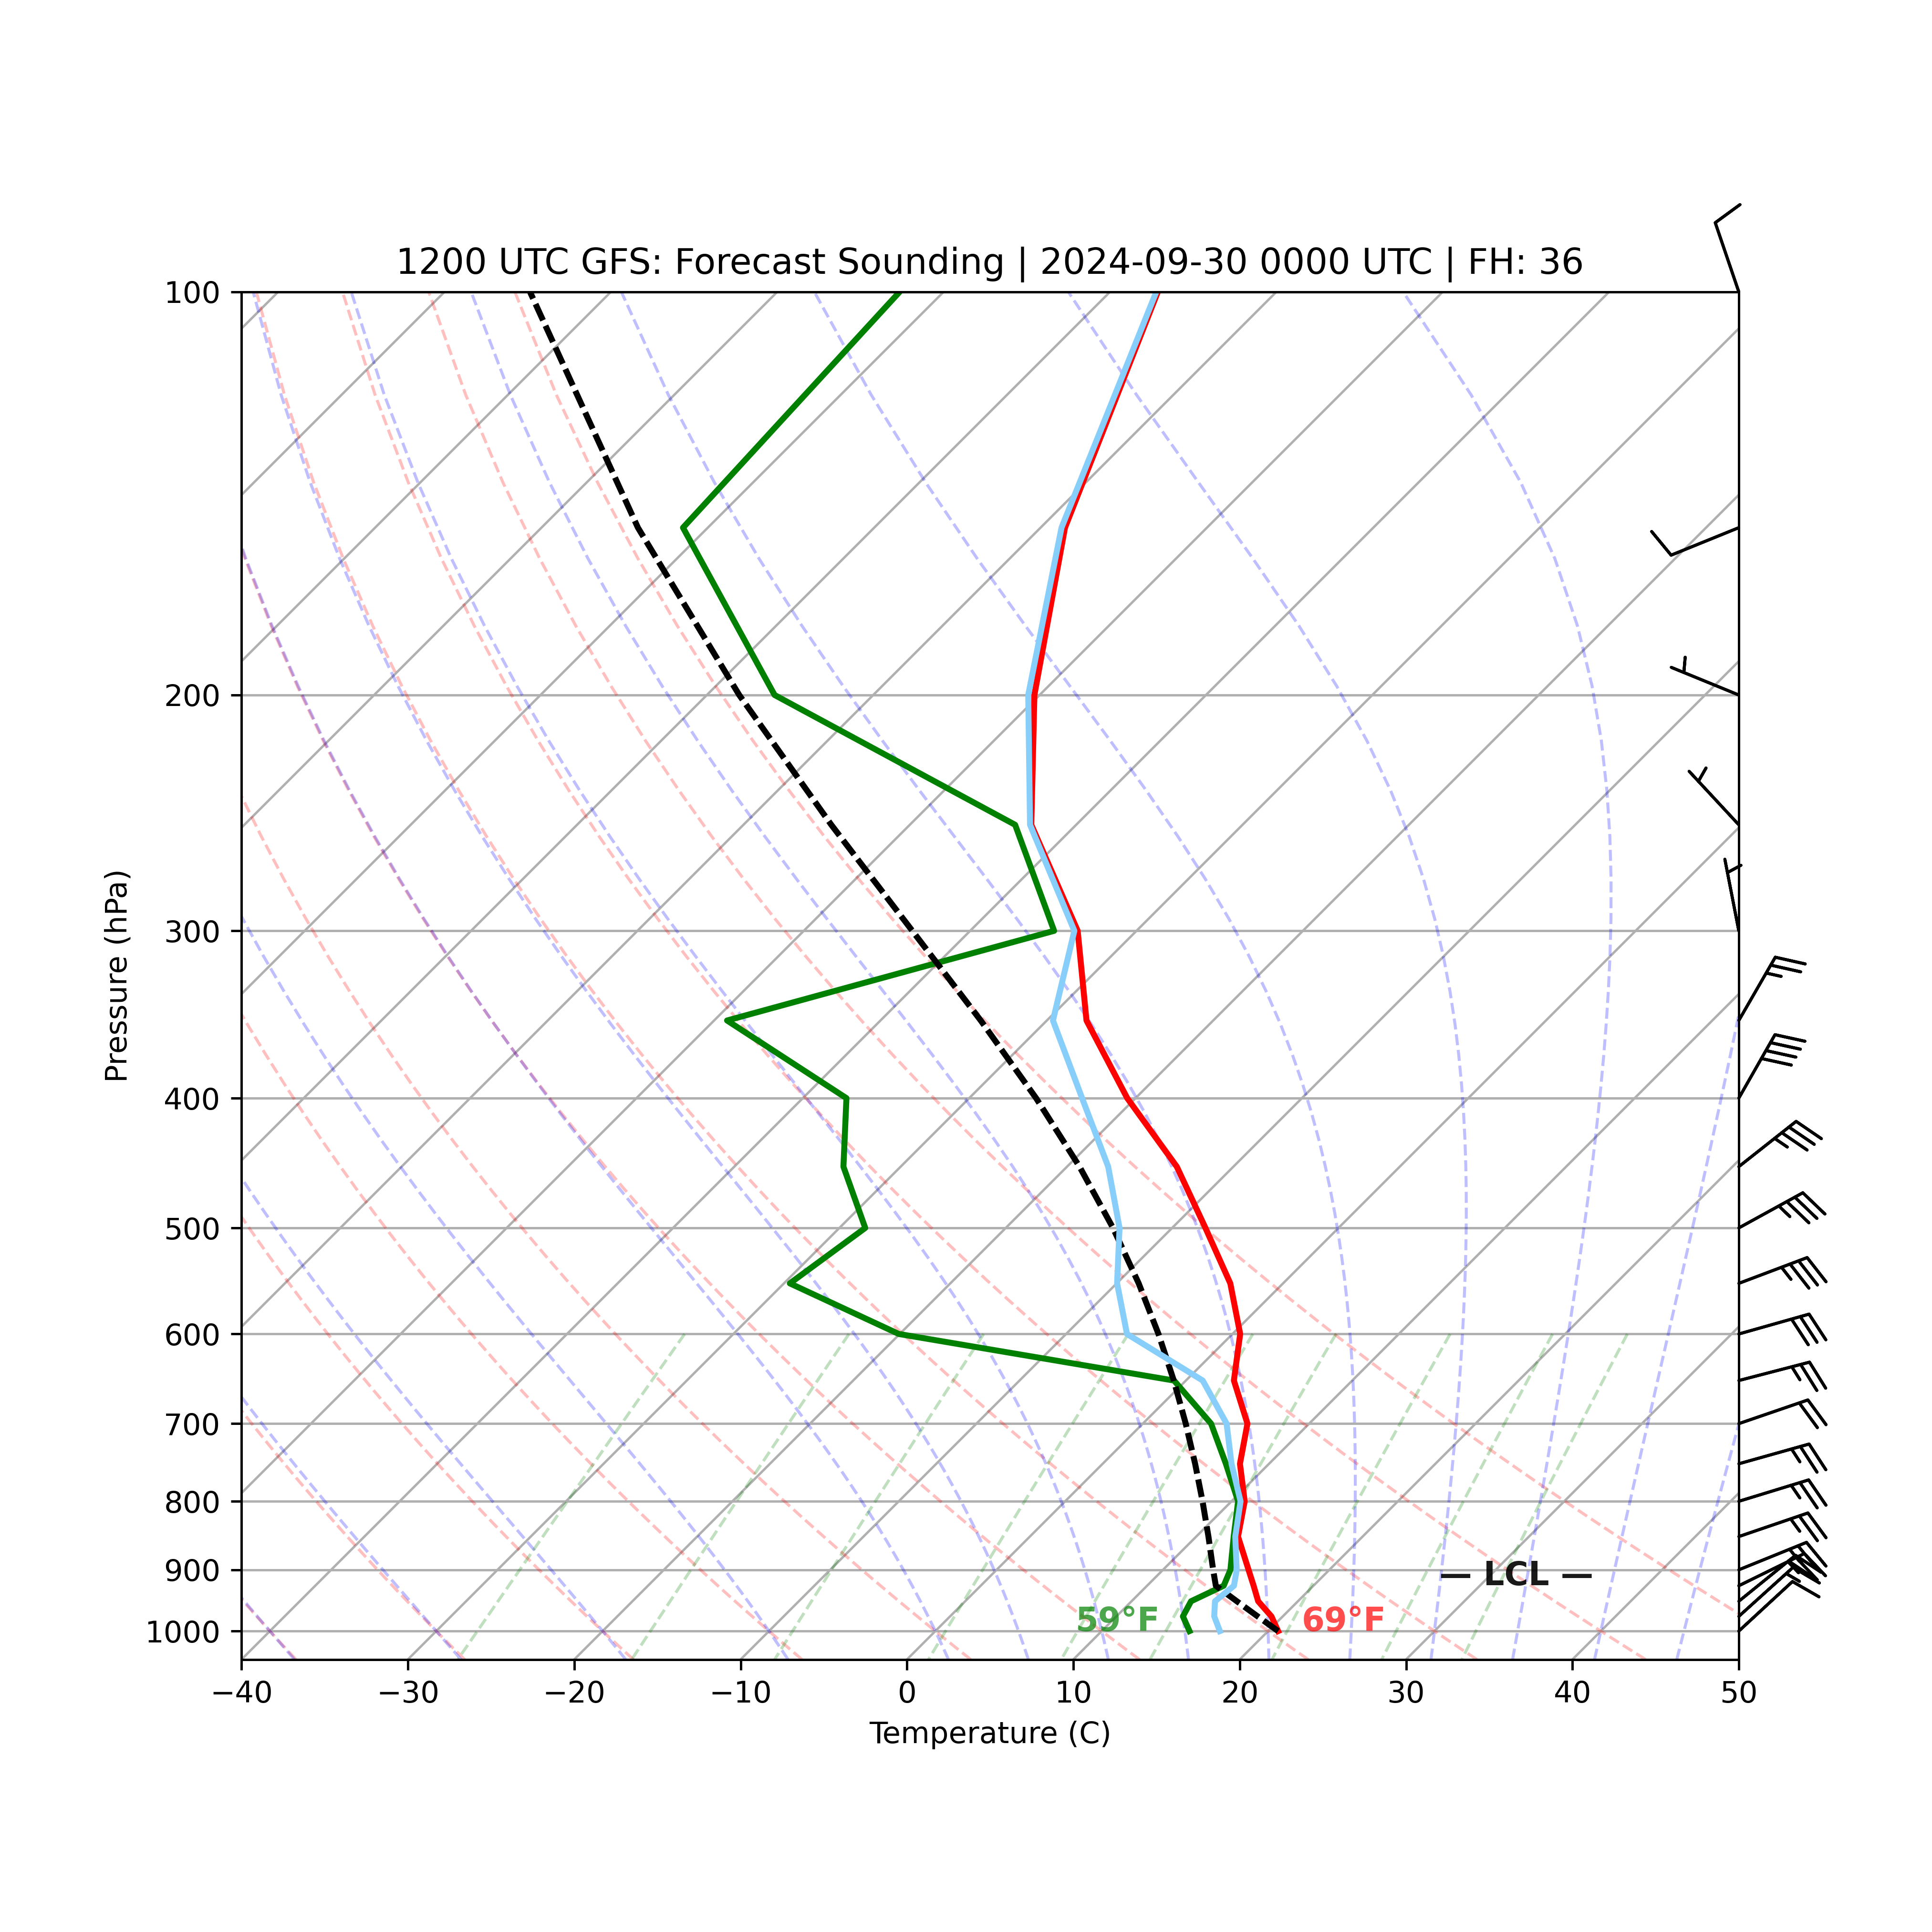 1200 UTC GFS: Forecast Sounding | 2024-09-30 0000 UTC | FH: 36
100
200
300
400
500
600
700
800
900
1000
Pressure (hPa)
— LCL —
59°F
69°F
−40 −30 −20 −10 0 10 20 30 40 50
Temperature (C)